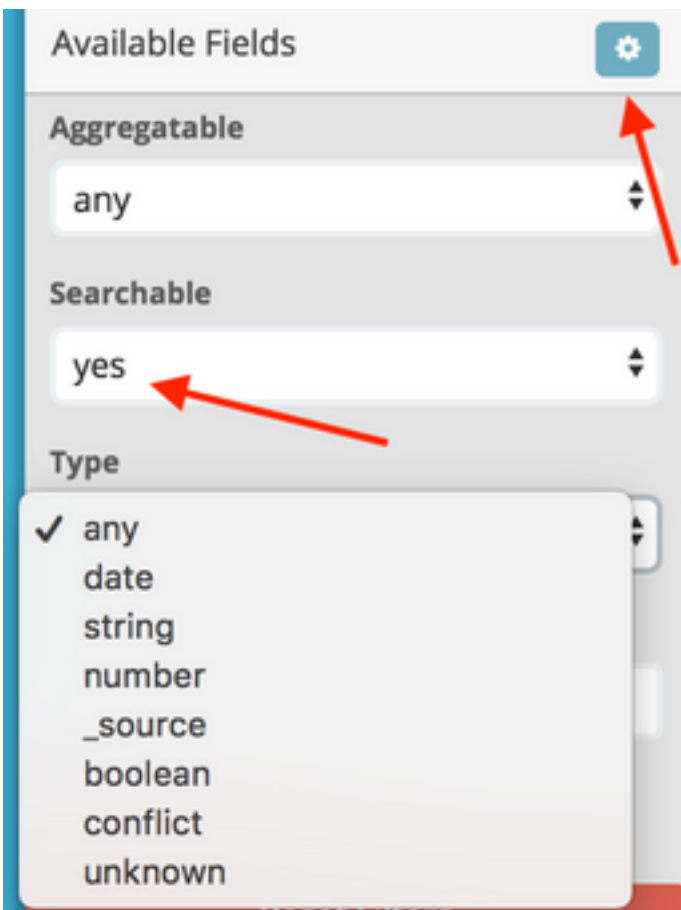 Available Fields
Aggregatable
any
Searchable
yes
Type
any
date
string
number
_source
boolean
conflict
unknown